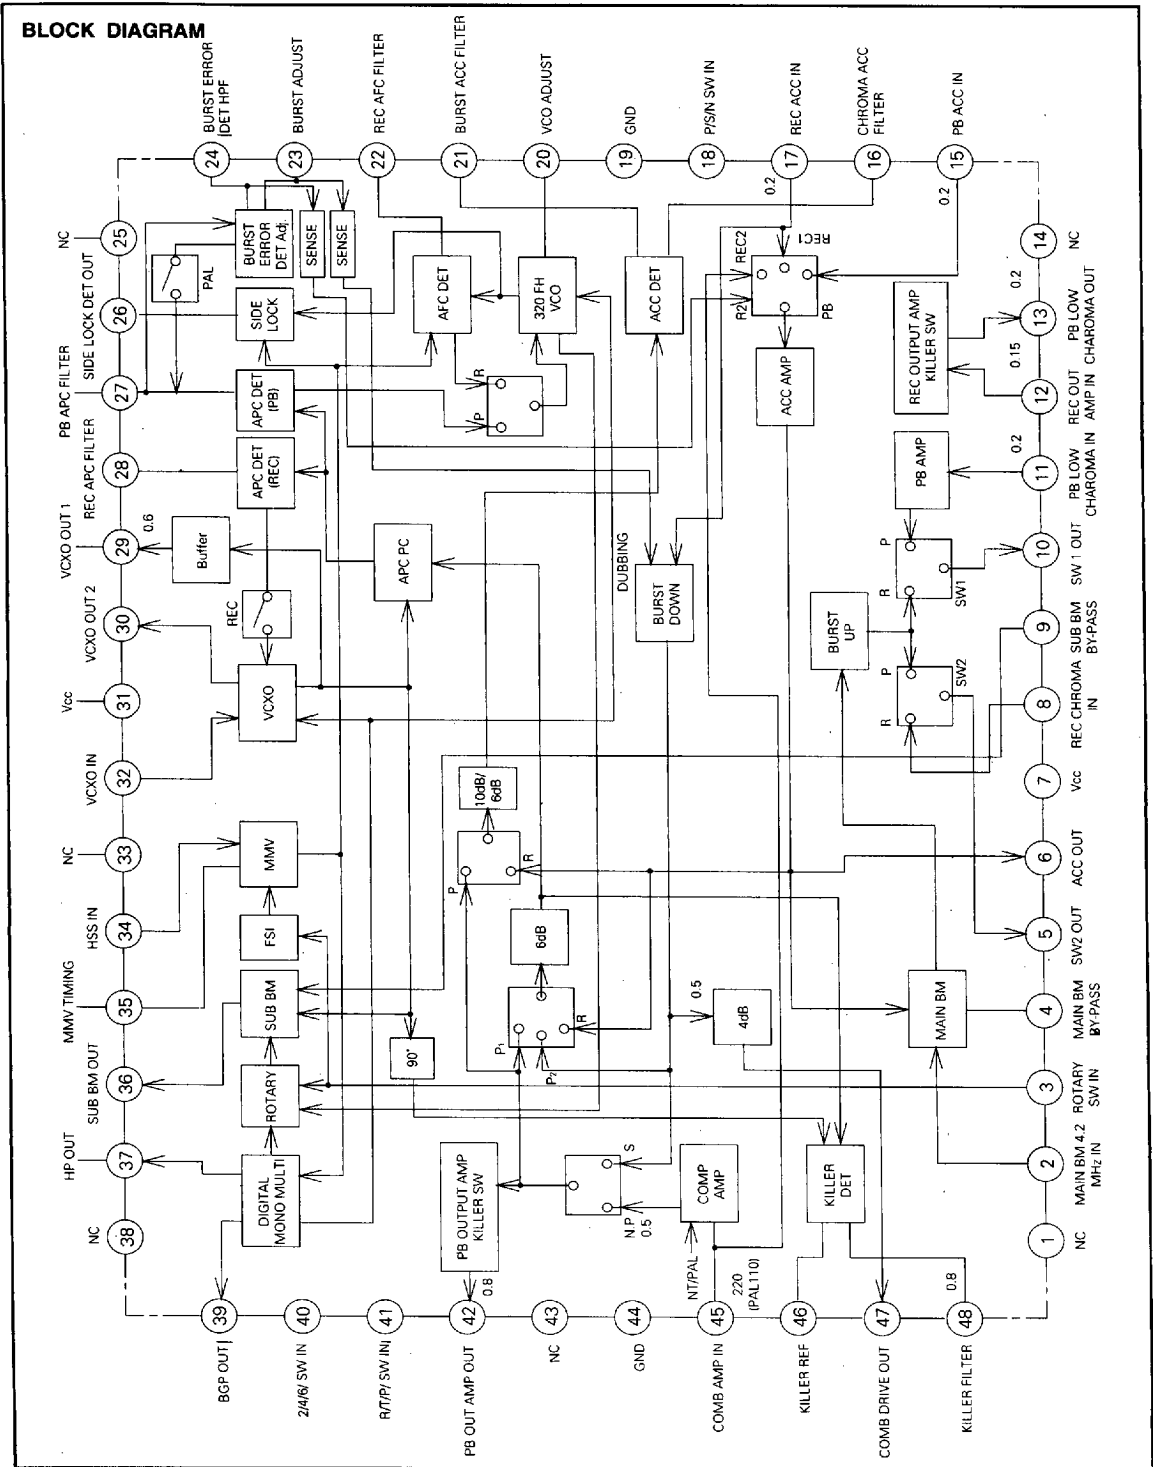 BLOCK DIAGRAM
BURST ERROR
(DET HPF
24
BURST ADJUST
23
REC AFC FILTER
22
BURST ACC FILTER
21
VCO ADJUST
20
GND
19
P/S/N SW IN
18
REC ACC IN
17
0.2
CHROMA ACC
FILTER
16
PB ACC IN
15
0.2
NC
14
0.2
PB LOW
CHAROMA OUT
13
0.15
REC OUT
AMP IN
12
0.2
PB LOW
CHAROMA IN
11
SW 1 OUT
10
SUB BM
BY-PASS
9
REC CHROMA
IN
8
Vcc
7
ACC OUT
6
SW2 OUT
5
MAIN BM
BY-PASS
4
ROTARY
SW IN
3
MAIN BM 4.2
MHz IN
2
NC
1
NC
25
SIDE LOCK DET OUT
26
PB APC FILTER
27
REC APC FILTER
28
VCXO OUT 1
29
0.6
VCXO OUT 2
30
Vcc
31
VCXO IN
32
NC
33
HSS IN
34
MMV TIMING
35
SUB BM OUT
36
HP OUT
37
NC
38
BGP OUT
39
2/4/6/ SW IN
40
R/T/P/ SW IN
41
PB OUT AMP OUT
42
0.8
NC
43
GND
44
COMB AMP IN
45
220
(PAL110)
KILLER REF
46
COMB DRIVE OUT
47
KILLER FILTER
48
0.8
PAL
BURST
ERROR
DET Adj.
SENSE
SENSE
SIDE
LOCK
AFC DET
320 FH
VCO
ACC DET
REC2
REC1
R2
PB
ACC AMP
REC OUTPUT AMP
KILLER SW
APC DET
(PB)
R
P
APC DET
(REC)
PB AMP
Buffer
APC PC
DUBBING
BURST
DOWN
P
R
SW1
REC
BURST
UP
P
R
SW2
VCXO
10dB/
6dB
P
R
MMV
FSI
6dB
SUB BM
P1
R
P2
0.5
4dB
MAIN BM
90°
ROTARY
DIGITAL
MONO MULTI
PB OUTPUT AMP
KILLER SW
S
N.P
0.5
COMP
AMP
NT/PAL
KILLER
DET